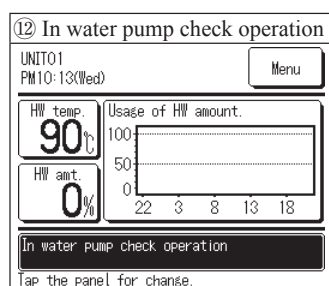 ⑫ In water pump check operation
UNIT01
PM10:13(Wed)
Menu
HW temp.
90℃
Usage of HW amount.
100
50
0
22 3 8 13 18
HW amt.
0%
In water pump check operation
Tap the panel for change.